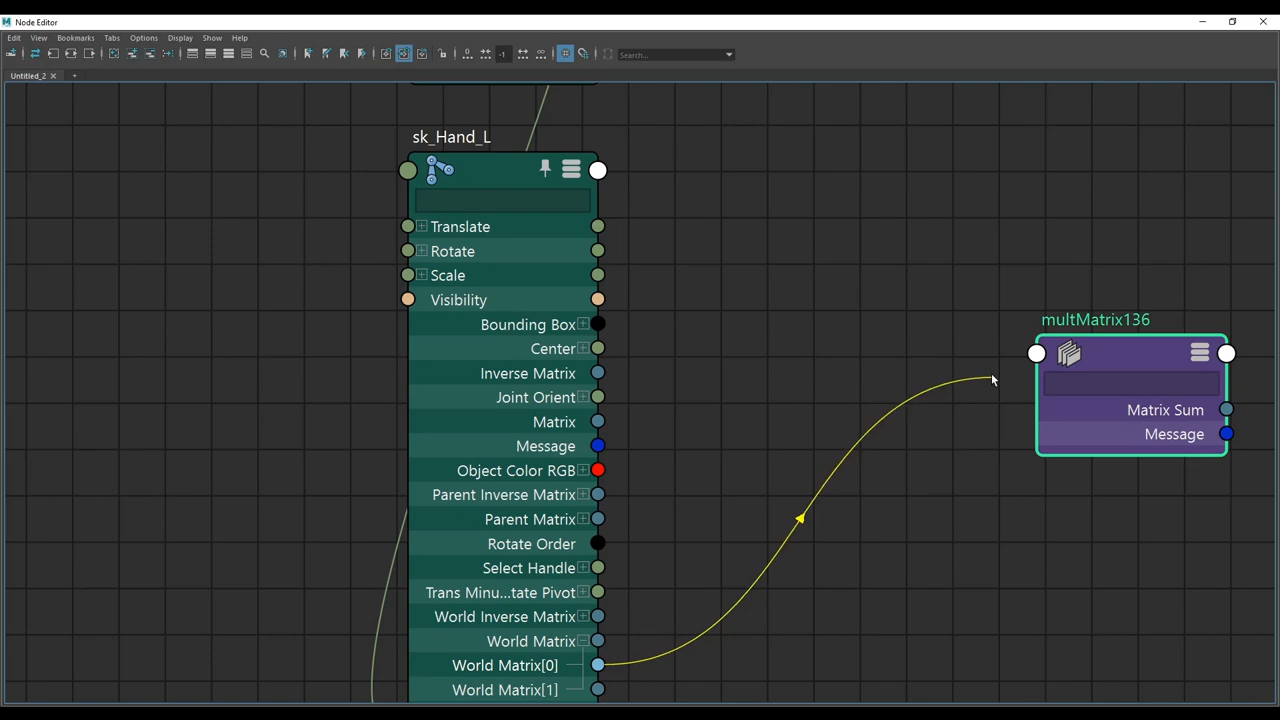 Node Editor
Edit View Bookmarks Tabs Options Display Show Help
-1
Search...
Untitled_2
sk_Hand_L
Translate
Rotate
Scale
Visibility
Bounding Box
Center
Inverse Matrix
Joint Orient
Matrix
Message
Object Color RGB
Parent Inverse Matrix
Parent Matrix
Rotate Order
Select Handle
Trans Minu...tate Pivot
World Inverse Matrix
World Matrix
World Matrix[0]
World Matrix[1]
multMatrix136
Matrix Sum
Message